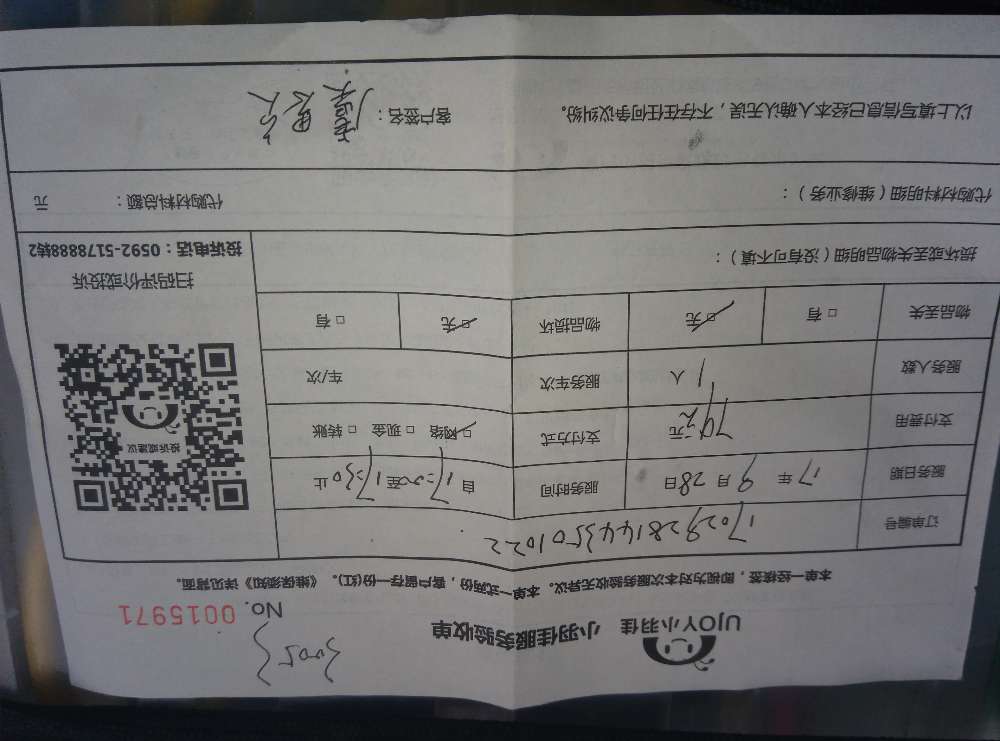 UJOY小羽佳 小羽佳服务验收单
No. 0015971
本单一经核签,即视为对本次服务验收无异议。本单一式两份,客户留存一份(红)。《维保须知》详见背面。
订单编号 17029281443501022
服务日期 17年9月28日 服务时间 自 至 止
支付费用 79元 支付方式 □网络 □现金 □转账
服务人数 1人 服务车次 车/次
物品丢失 □有 □无 物品损坏 □无 □有
损坏或丢失物品明细(没有可不填):
投诉或建议
扫码评价或投诉
投诉电话:0592-5178888转2
代购材料明细(维修业务): 代购材料总额: 元
以上填写信息已经本人确认无误,不存在任何争议纠纷。 客户签名: